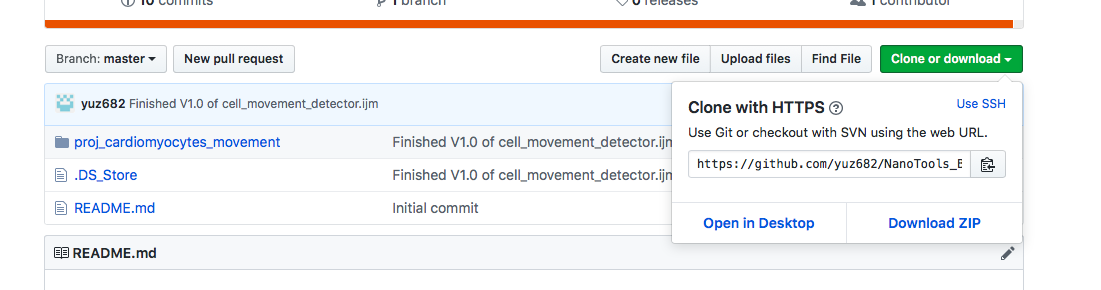 10 commits 1 branch 0 releases 1 contributor
Branch: master New pull request Create new file Upload files Find File Clone or download
yuz682 Finished V1.0 of cell_movement_detector.ijm
proj_cardiomyocytes_movement Finished V1.0 of cell_movement_detector.ijm
.DS_Store Finished V1.0 of cell_movement_detector.ijm
README.md Initial commit
Clone with HTTPS ? Use SSH
Use Git or checkout with SVN using the web URL.
https://github.com/yuz682/NanoTools_E
Open in Desktop Download ZIP
README.md